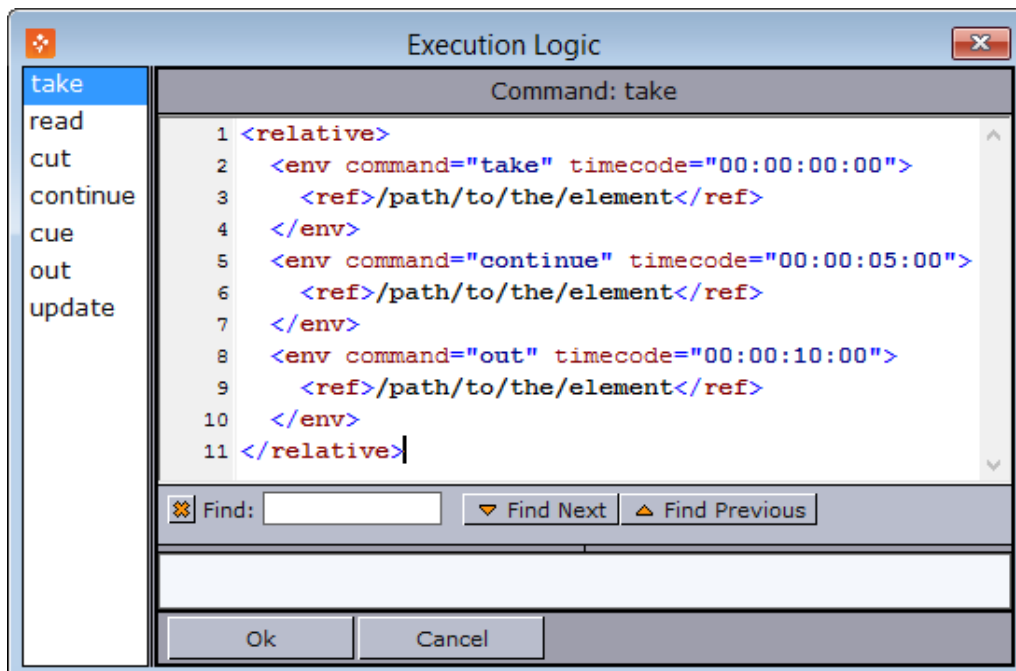 Execution Logic
take
read
cut
continue
cue
out
update
Command: take
1 <relative>
2 <env command="take" timecode="00:00:00:00">
3 <ref>/path/to/the/element</ref>
4 </env>
5 <env command="continue" timecode="00:00:05:00">
6 <ref>/path/to/the/element</ref>
7 </env>
8 <env command="out" timecode="00:00:10:00">
9 <ref>/path/to/the/element</ref>
10 </env>
11 </relative>
Find: Find Next Find Previous
Ok Cancel